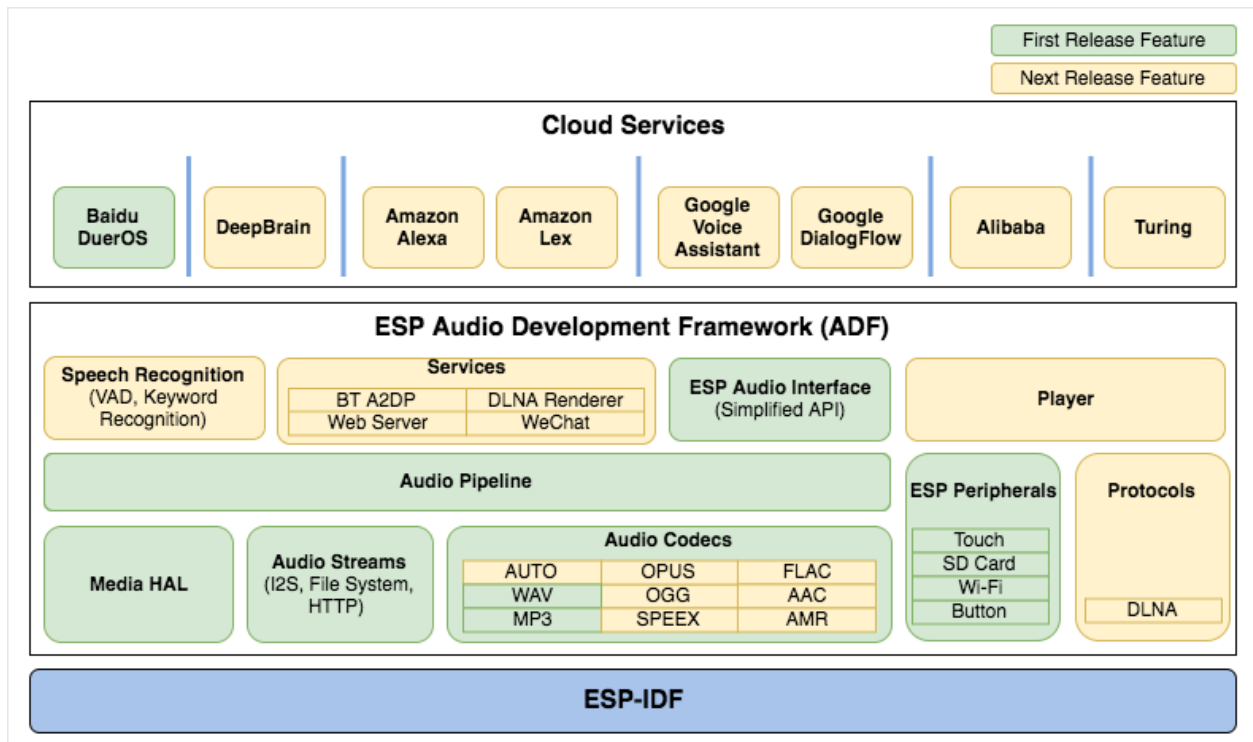 First Release Feature
Next Release Feature
Cloud Services
Baidu
DuerOS
DeepBrain
Amazon
Alexa
Amazon
Lex
Google
Voice
Assistant
Google
DialogFlow
Alibaba
Turing
ESP Audio Development Framework (ADF)
Speech Recognition
(VAD, Keyword
Recognition)
Services
BT A2DP
DLNA Renderer
Web Server
WeChat
ESP Audio Interface
(Simplified API)
Player
Audio Pipeline
ESP Peripherals
Touch
SD Card
Wi-Fi
Button
Protocols
DLNA
Media HAL
Audio Streams
(I2S, File System,
HTTP)
Audio Codecs
AUTO
OPUS
FLAC
WAV
OGG
AAC
MP3
SPEEX
AMR
ESP-IDF